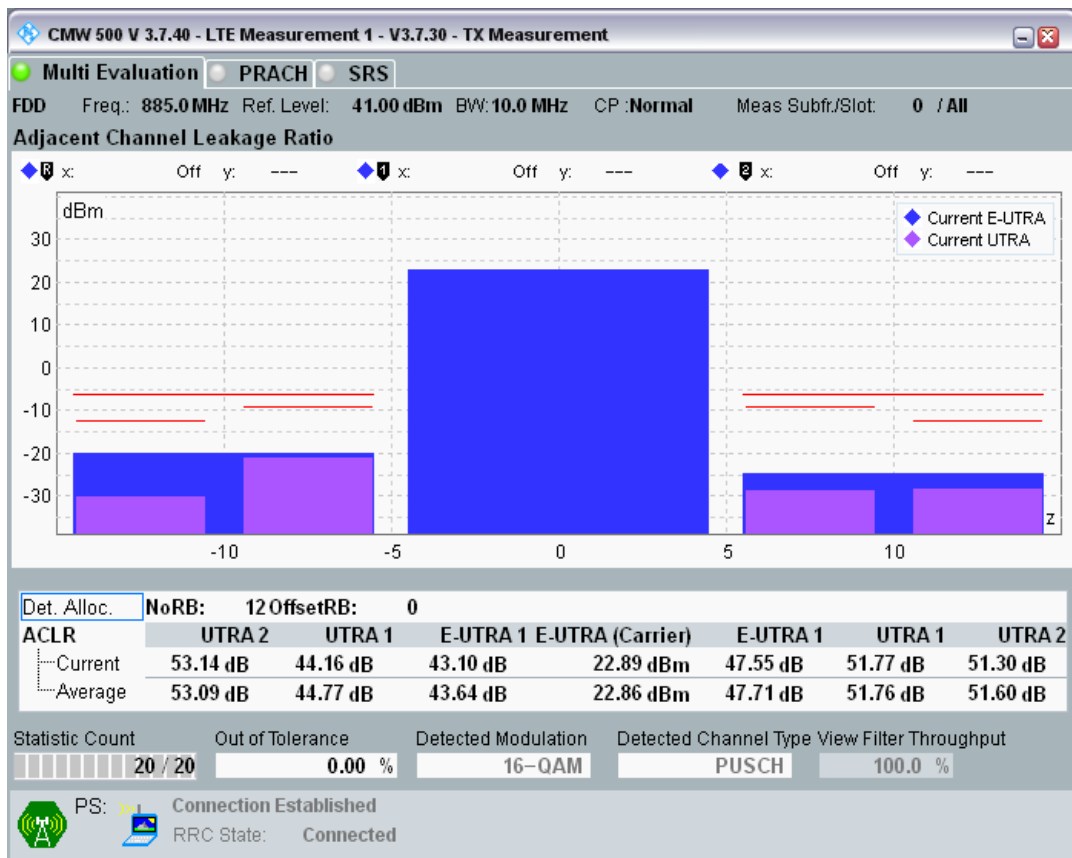 CMW 500 V 3.7.40 - LTE Measurement 1 - V3.7.30 - TX Measurement
Multi Evaluation PRACH SRS
FDD Freq.: 885.0 MHz Ref. Level: 41.00 dBm BW: 10.0 MHz CP :Normal Meas Subfr./Slot: 0 / All
Adjacent Channel Leakage Ratio
R x: Off y: --- 1 x: Off y: --- 2 x: Off y: ---
dBm
Current E-UTRA
Current UTRA
30
20
10
0
-10
-20
-30
z
-10 -5 0 5 10
Det. Alloc. NoRB: 12 OffsetRB: 0
ACLR UTRA 2 UTRA 1 E-UTRA 1 E-UTRA (Carrier) E-UTRA 1 UTRA 1 UTRA 2
Current 53.14 dB 44.16 dB 43.10 dB 22.89 dBm 47.55 dB 51.77 dB 51.30 dB
Average 53.09 dB 44.77 dB 43.64 dB 22.86 dBm 47.71 dB 51.76 dB 51.60 dB
Statistic Count Out of Tolerance Detected Modulation Detected Channel Type View Filter Throughput
20 / 20 0.00 % 16-QAM PUSCH 100.0 %
PS: Connection Established
RRC State: Connected